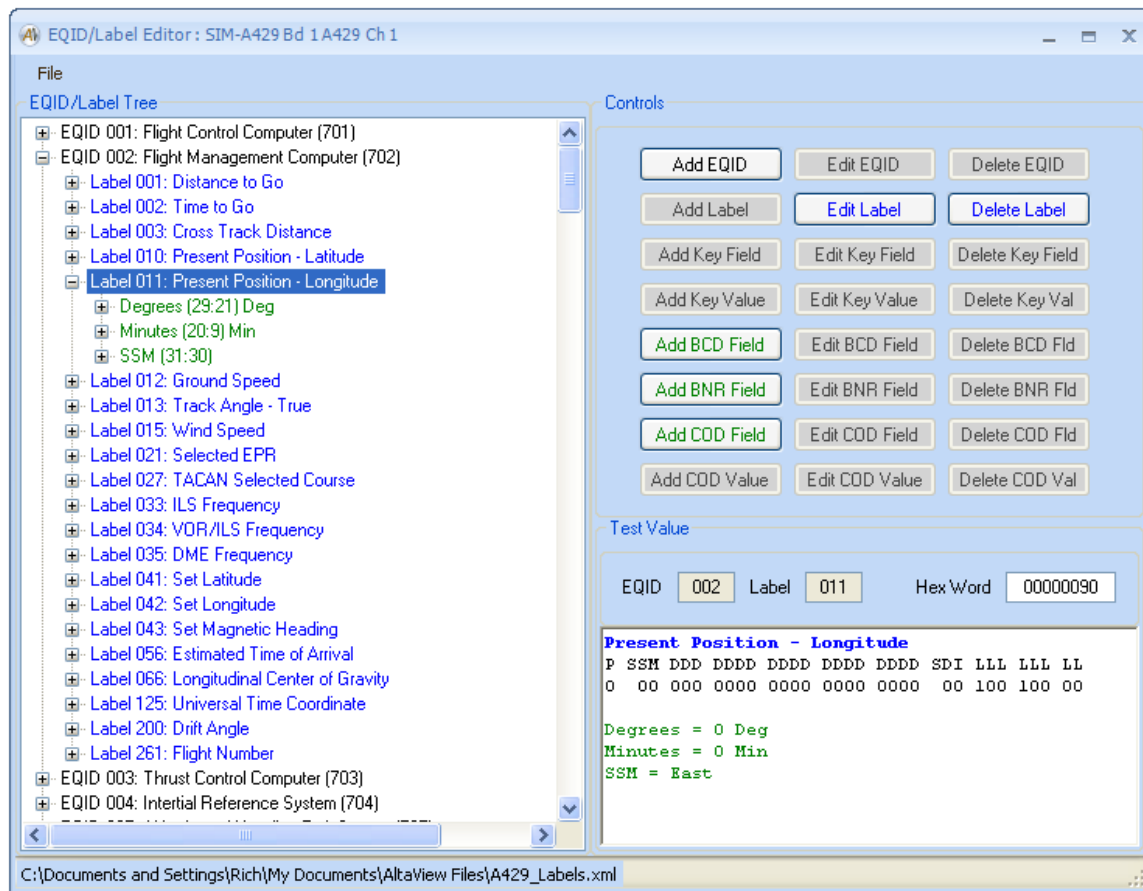 EQID/Label Editor: SIM-A429 Bd 1 A429 Ch 1
File
EQID/Label Tree
EQID 001: Flight Control Computer (701)
EQID 002: Flight Management Computer (702)
Label 001: Distance to Go
Label 002: Time to Go
Label 003: Cross Track Distance
Label 010: Present Position - Latitude
Label 011: Present Position - Longitude
Degrees (29:21) Deg
Minutes (20:9) Min
SSM (31:30)
Label 012: Ground Speed
Label 013: Track Angle - True
Label 015: Wind Speed
Label 021: Selected EPR
Label 027: TACAN Selected Course
Label 033: ILS Frequency
Label 034: VOR/ILS Frequency
Label 035: DME Frequency
Label 041: Set Latitude
Label 042: Set Longitude
Label 043: Set Magnetic Heading
Label 056: Estimated Time of Arrival
Label 066: Longitudinal Center of Gravity
Label 125: Universal Time Coordinate
Label 200: Drift Angle
Label 261: Flight Number
EQID 003: Thrust Control Computer (703)
EQID 004: Intertial Reference System (704)
Controls
Add EQID Edit EQID Delete EQID
Add Label Edit Label Delete Label
Add Key Field Edit Key Field Delete Key Field
Add Key Value Edit Key Value Delete Key Val
Add BCD Field Edit BCD Field Delete BCD Fld
Add BNR Field Edit BNR Field Delete BNR Fld
Add COD Field Edit COD Field Delete COD Fld
Add COD Value Edit COD Value Delete COD Val
Test Value
EQID 002 Label 011 Hex Word 00000090
Present Position - Longitude
P SSM DDD DDDD DDDD DDDD DDDD SDI LLL LLL LL
0 00 000 0000 0000 0000 0000 00 100 100 00
Degrees = 0 Deg
Minutes = 0 Min
SSM = East
C:\Documents and Settings\Rich\My Documents\AltaView Files\A429_Labels.xml